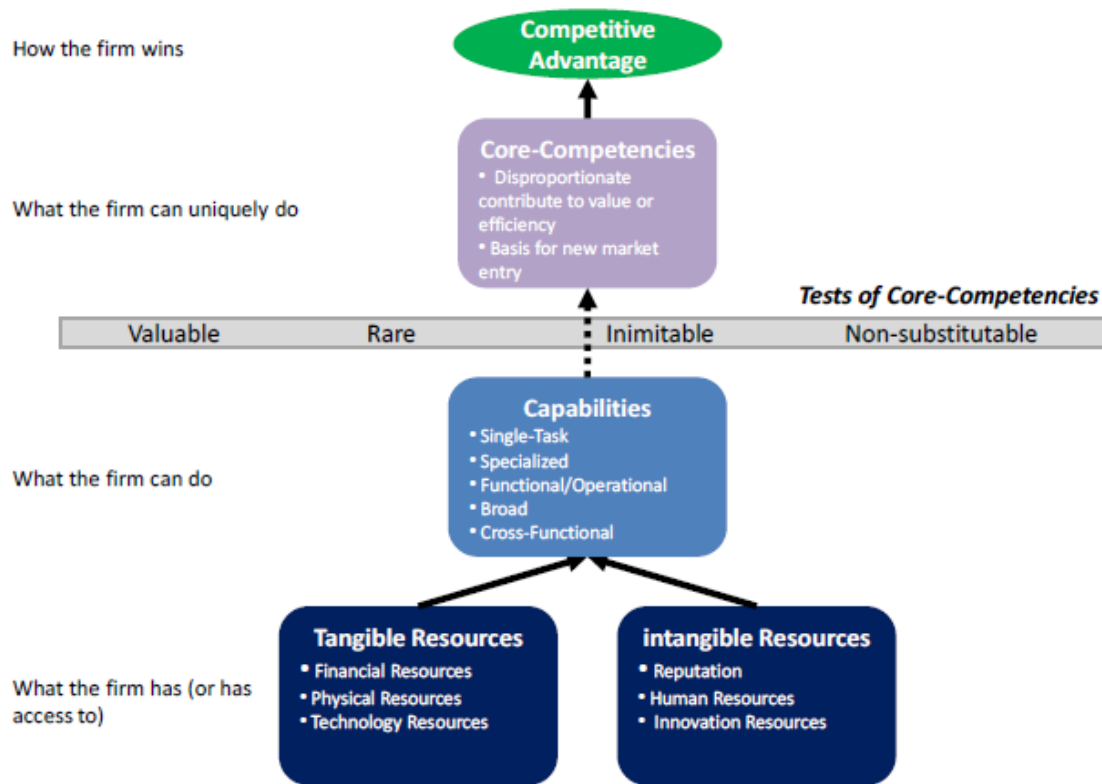 How the firm wins
Competitive
Advantage
What the firm can uniquely do
Core-Competencies
• Disproportionate
contribute to value or
efficiency
• Basis for new market
entry
Tests of Core-Competencies
Valuable Rare Inimitable Non-substitutable
What the firm can do
Capabilities
• Single-Task
• Specialized
• Functional/Operational
• Broad
• Cross-Functional
What the firm has (or has
access to)
Tangible Resources
• Financial Resources
• Physical Resources
• Technology Resources
intangible Resources
• Reputation
• Human Resources
• Innovation Resources